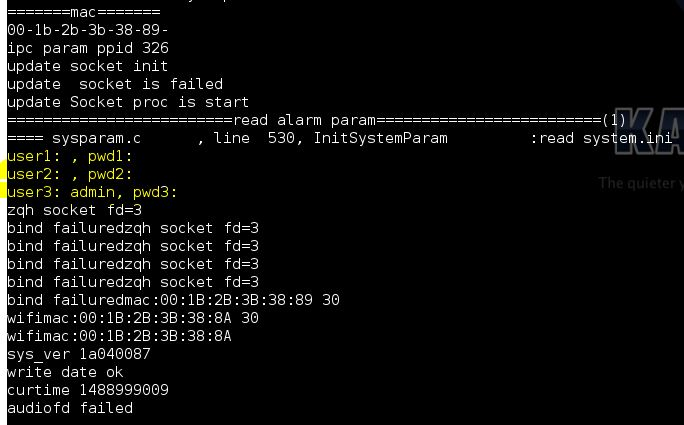 =======mac=======
00-1b-2b-3b-38-89-
ipc param ppid 326
update socket init
update  socket is failed
update Socket proc is start
=========================read alarm param=========================(1)
==== sysparam.c      , line  530, InitSystemParam         :read system.ini
user1: , pwd1:
user2: , pwd2:
user3: admin, pwd3:
zqh socket fd=3
bind failuredzqh socket fd=3
bind failuredzqh socket fd=3
bind failuredzqh socket fd=3
bind failuredzqh socket fd=3
bind failuredmac:00:1B:2B:3B:38:89 30
wifimac:00:1B:2B:3B:38:8A 30
wifimac:00:1B:2B:3B:38:8A
sys_ver 1a040087
write date ok
curtime 1488999009
audiofd failed
KA
The quieter y